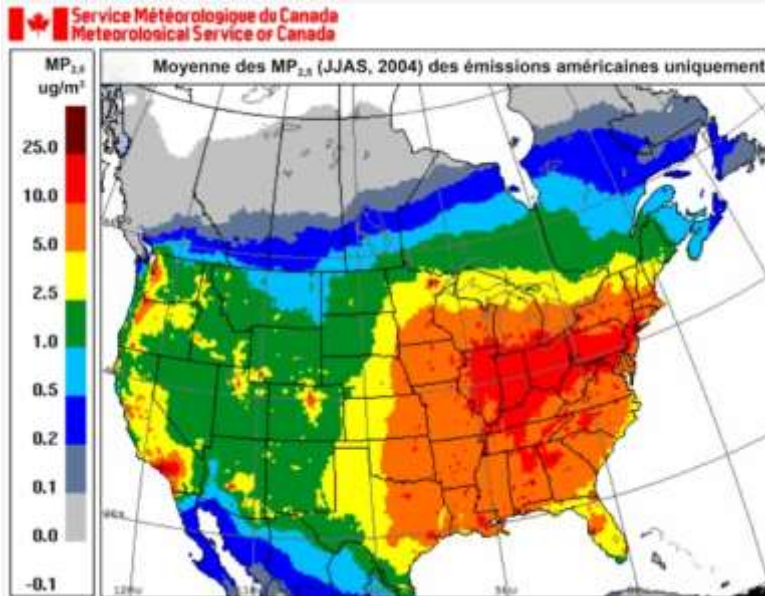 Service Météorologique du Canada
Meteorological Service of Canada
MP2,5
ug/m³
Moyenne des MP2,5 (JJAS, 2004) des émissions américaines uniquement
25.0
10.0
5.0
2.5
1.0
0.5
0.2
0.1
0.0
-0.1